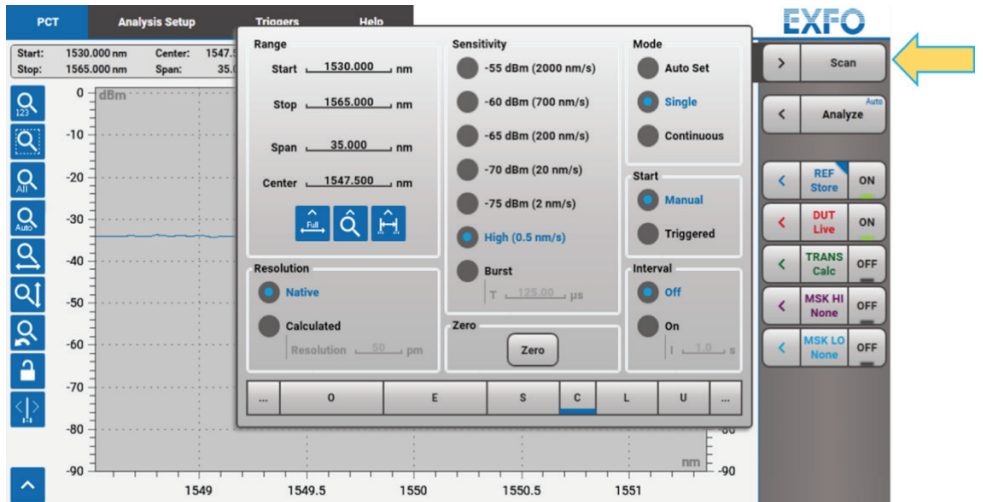 PCT Analysis Setup Triggers Help
EXFO
Start: 1530.000 nm Center: 1547.5
Stop: 1565.000 nm Span: 35.0
123
All
Auto
0
-10
-20
-30
-40
-50
-60
-70
-80
-90
dBm
Range
Start 1530.000 nm
Stop 1565.000 nm
Span 35.000 nm
Center 1547.500 nm
Full
Resolution
Native
Calculated
Resolution 50 pm
Sensitivity
-55 dBm (2000 nm/s)
-60 dBm (700 nm/s)
-65 dBm (200 nm/s)
-70 dBm (20 nm/s)
-75 dBm (2 nm/s)
High (0.5 nm/s)
Burst
T 125.00 µs
Zero
Zero
Mode
Auto Set
Single
Continuous
Start
Manual
Triggered
Interval
Off
On
I 1.0 s
... O E S C L U ...
-80
nm
-90
1549 1549.5 1550 1550.5 1551
> Scan
Auto
< Analyze
< REF Store ON
< DUT Live ON
< TRANS Calc OFF
< MSK HI None OFF
< MSK LO None OFF